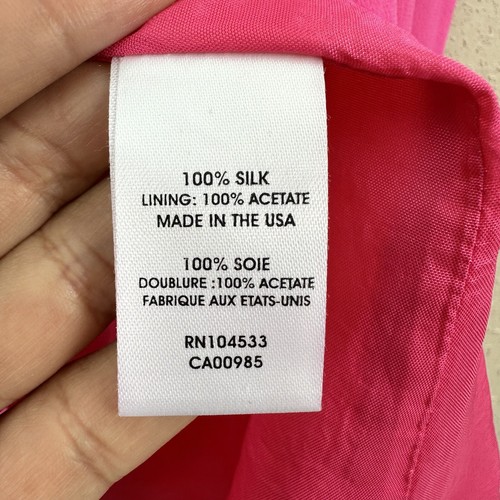 100% SILK
LINING: 100% ACETATE
MADE IN THE USA
100% SOIE
DOUBLURE :100% ACETATE
FABRIQUE AUX ETATS-UNIS
RN104533
CA00985